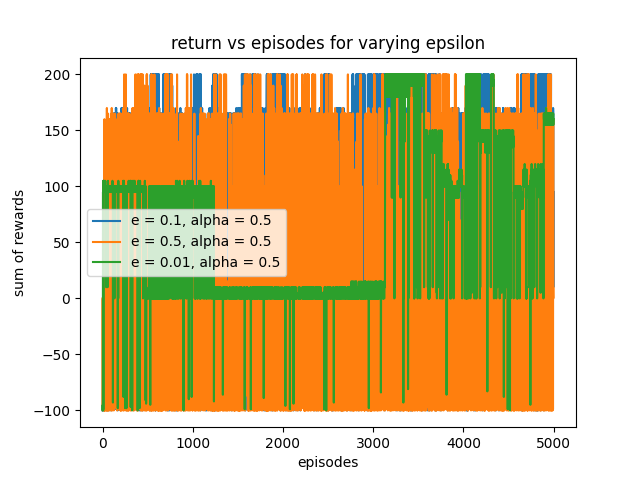 return vs episodes for varying epsilon
sum of rewards
200
150
100
50
0
−50
−100
e = 0.1, alpha = 0.5
e = 0.5, alpha = 0.5
e = 0.01, alpha = 0.5
0 1000 2000 3000 4000 5000
episodes